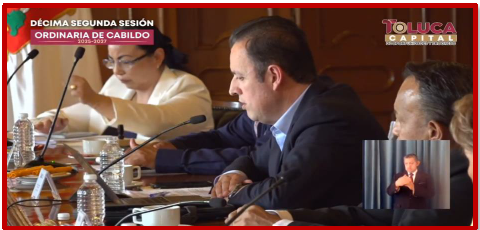 DÉCIMA SEGUNDA SESIÓN
ORDINARIA DE CABILDO
2025-2027
TOLUCA
CAPITAL